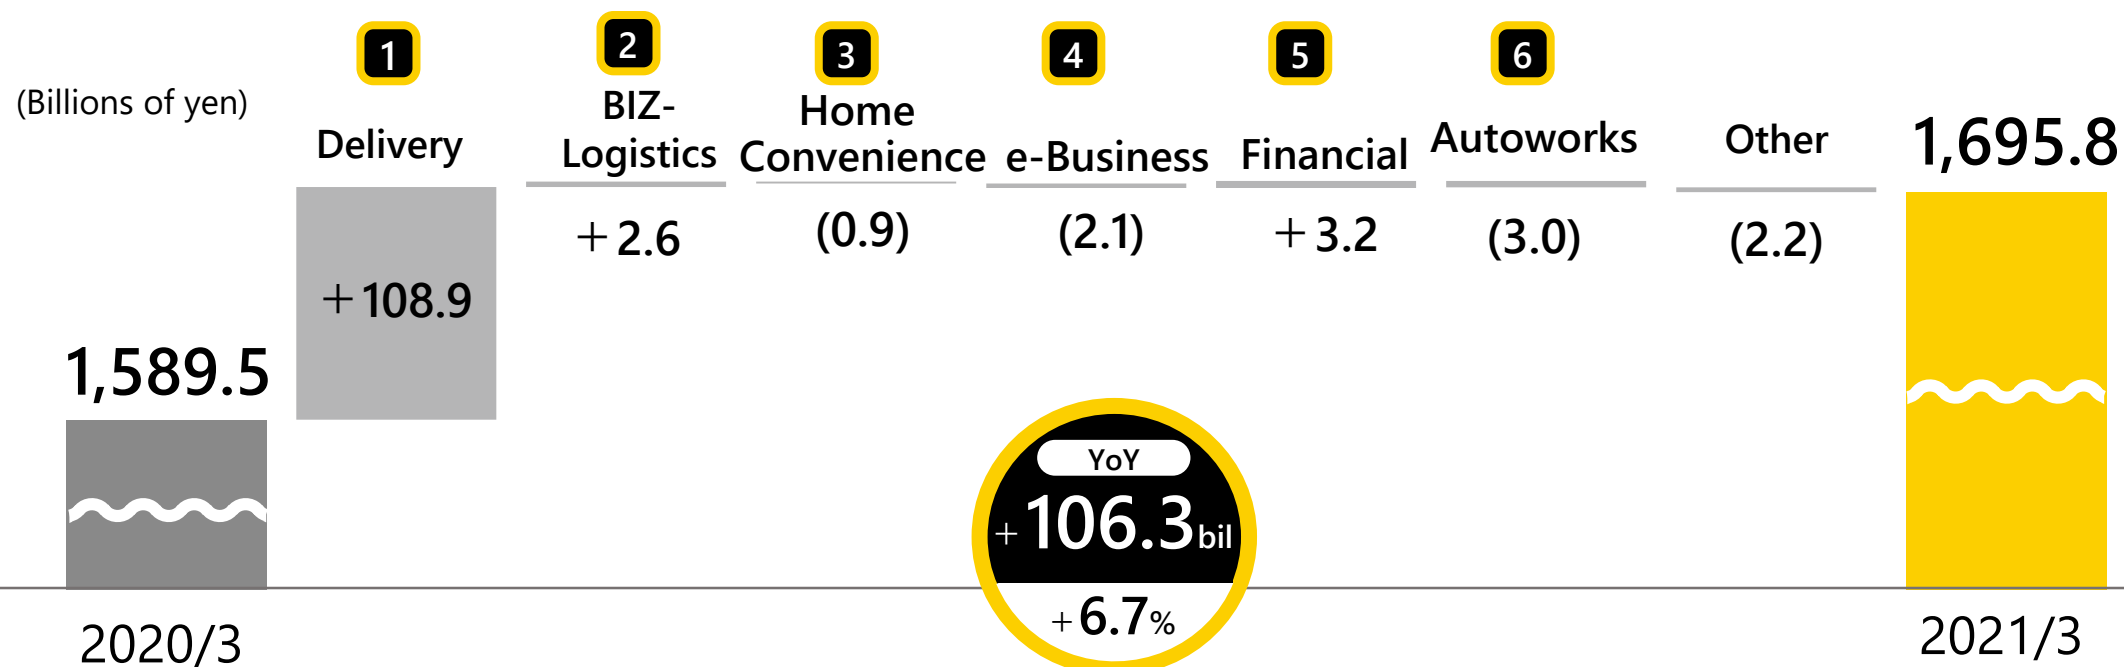 (Billions of yen)
1,589.5
2020/3
1
Delivery
+108.9
2
BIZ-
Logistics
+2.6
3
Home
Convenience
(0.9)
4
e-Business
(2.1)
5
Financial
+3.2
6
Autoworks
(3.0)
Other
(2.2)
YoY
+106.3bil
+6.7%
1,695.8
2021/3